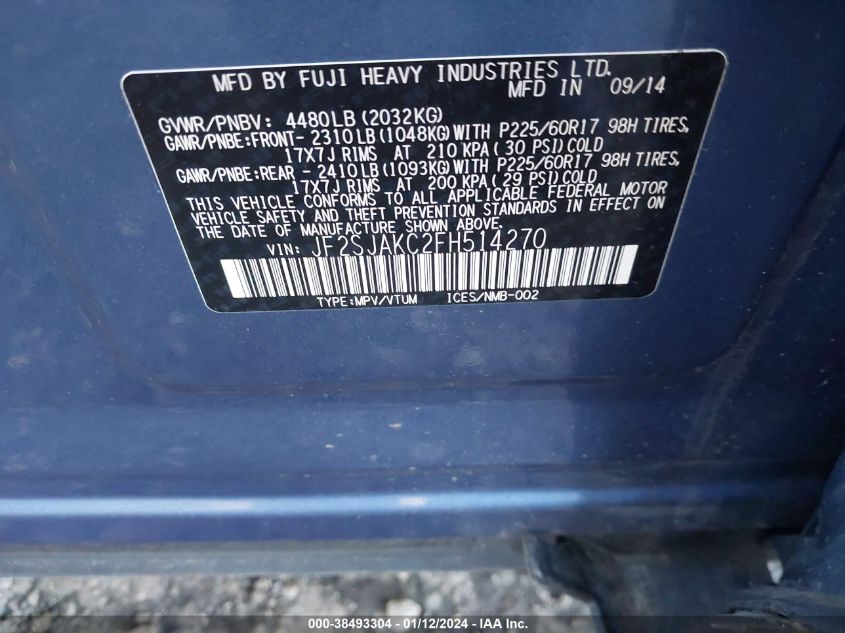 MFD BY FUJI HEAVY INDUSTRIES LTD.
MFD IN 09/14
GVWR/PNBV: 4480LB (2032KG)
GAWR/PNBE:FRONT- 2310LB (1048KG) WITH P225/60R17 98H TIRES,
17X7J RIMS AT 210 KPA ( 30 PSI) COLD
GAWR/PNBE:REAR - 2410LB (1093KG) WITH P225/60R17 98H TIRES,
17X7J RIMS AT 200 KPA ( 29 PSI) COLD
THIS VEHICLE CONFORMS TO ALL APPLICABLE FEDERAL MOTOR
VEHICLE SAFETY AND THEFT PREVENTION STANDARDS IN EFFECT ON
THE DATE OF MANUFACTURE SHOWN ABOVE.
VIN: JF2SJAKC2FH514270
TYPE:MPV/VTUM ICES/NMB-002
000-38493304 - 01/12/2024 - IAAI.COM